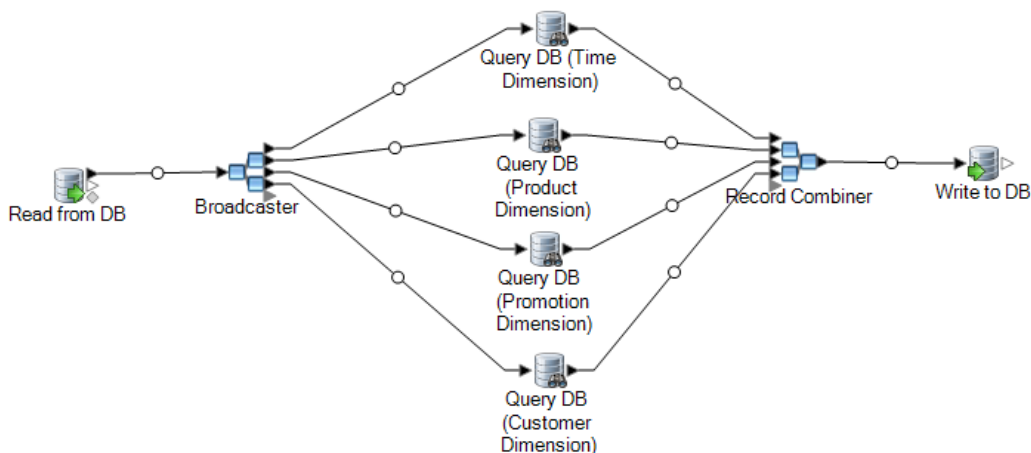 Query DB (Time
Dimension)
Query DB
(Product
Dimension)
Read from DB
Broadcaster
Record Combiner
Write to DB
Query DB
(Promotion
Dimension)
Query DB
(Customer
Dimension)